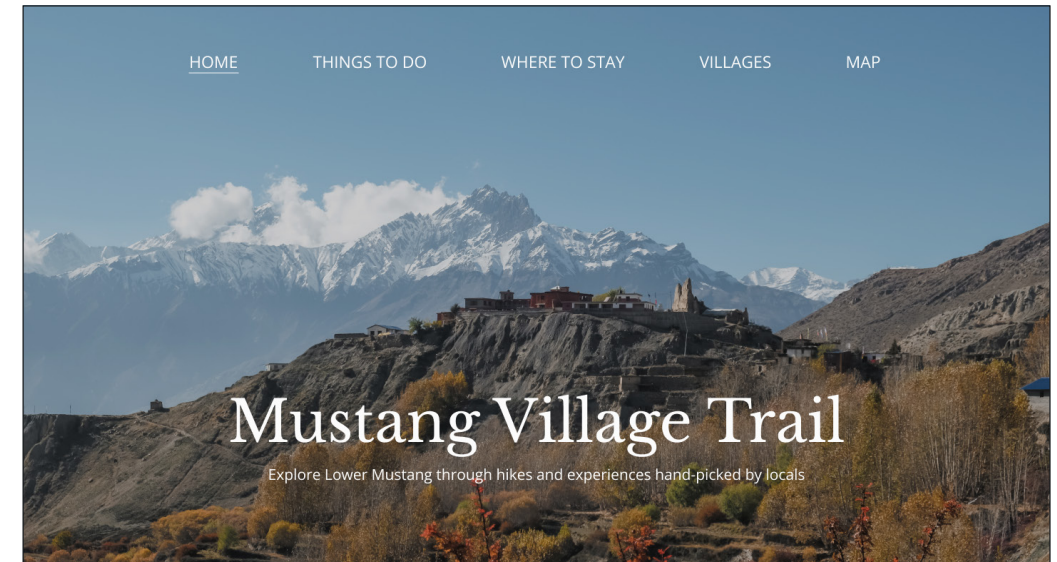 HOME
THINGS TO DO
WHERE TO STAY
VILLAGES
MAP
Mustang Village Trail
Explore Lower Mustang through hikes and experiences hand-picked by locals